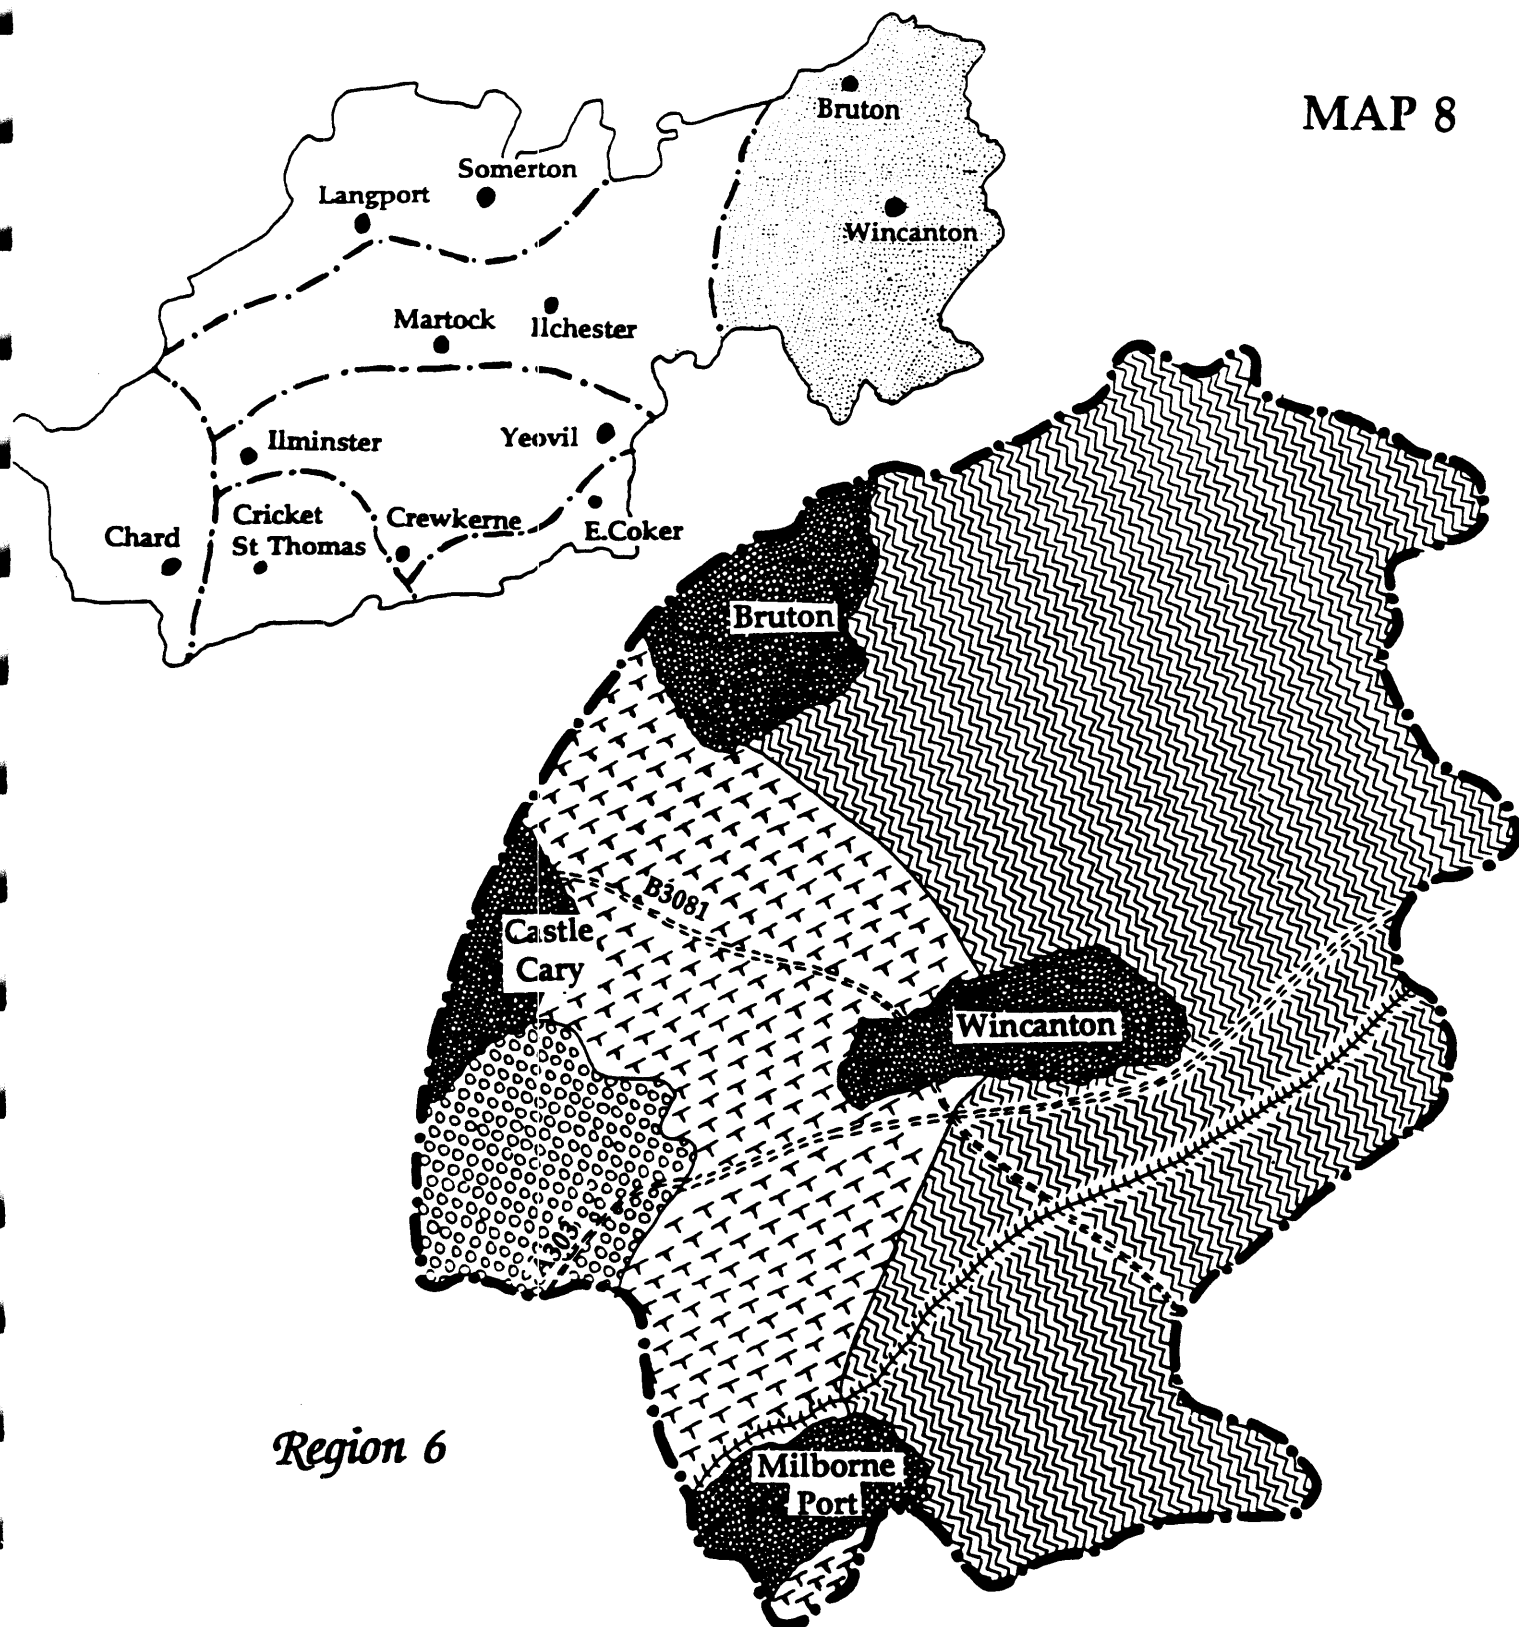 MAP 8
Bruton
Wincanton
Somerton
Langport
Martock
Ilchester
Ilminster
Yeovil
Chard
Cricket
St Thomas
Crewkerne
E.Coker
Bruton
B3081
Castle
Cary
Wincanton
303
Region 6
Milborne
Port